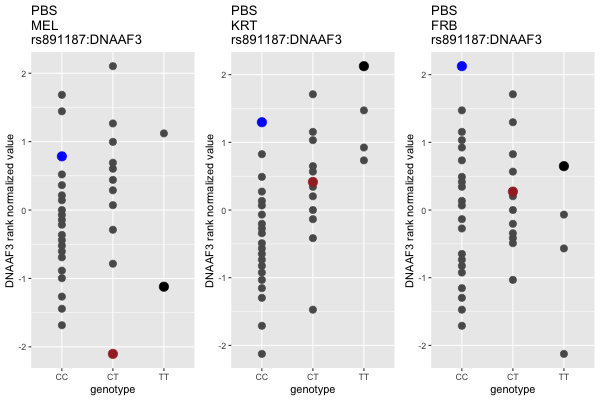 PBS
MEL
rs891187:DNAAF3
DNAAF3 rank normalized value
2
1
0
-1
-2
CC CT TT
genotype
PBS
KRT
rs891187:DNAAF3
DNAAF3 rank normalized value
2
1
0
-1
-2
CC CT TT
genotype
PBS
FRB
rs891187:DNAAF3
DNAAF3 rank normalized value
2
1
0
-1
-2
CC CT TT
genotype